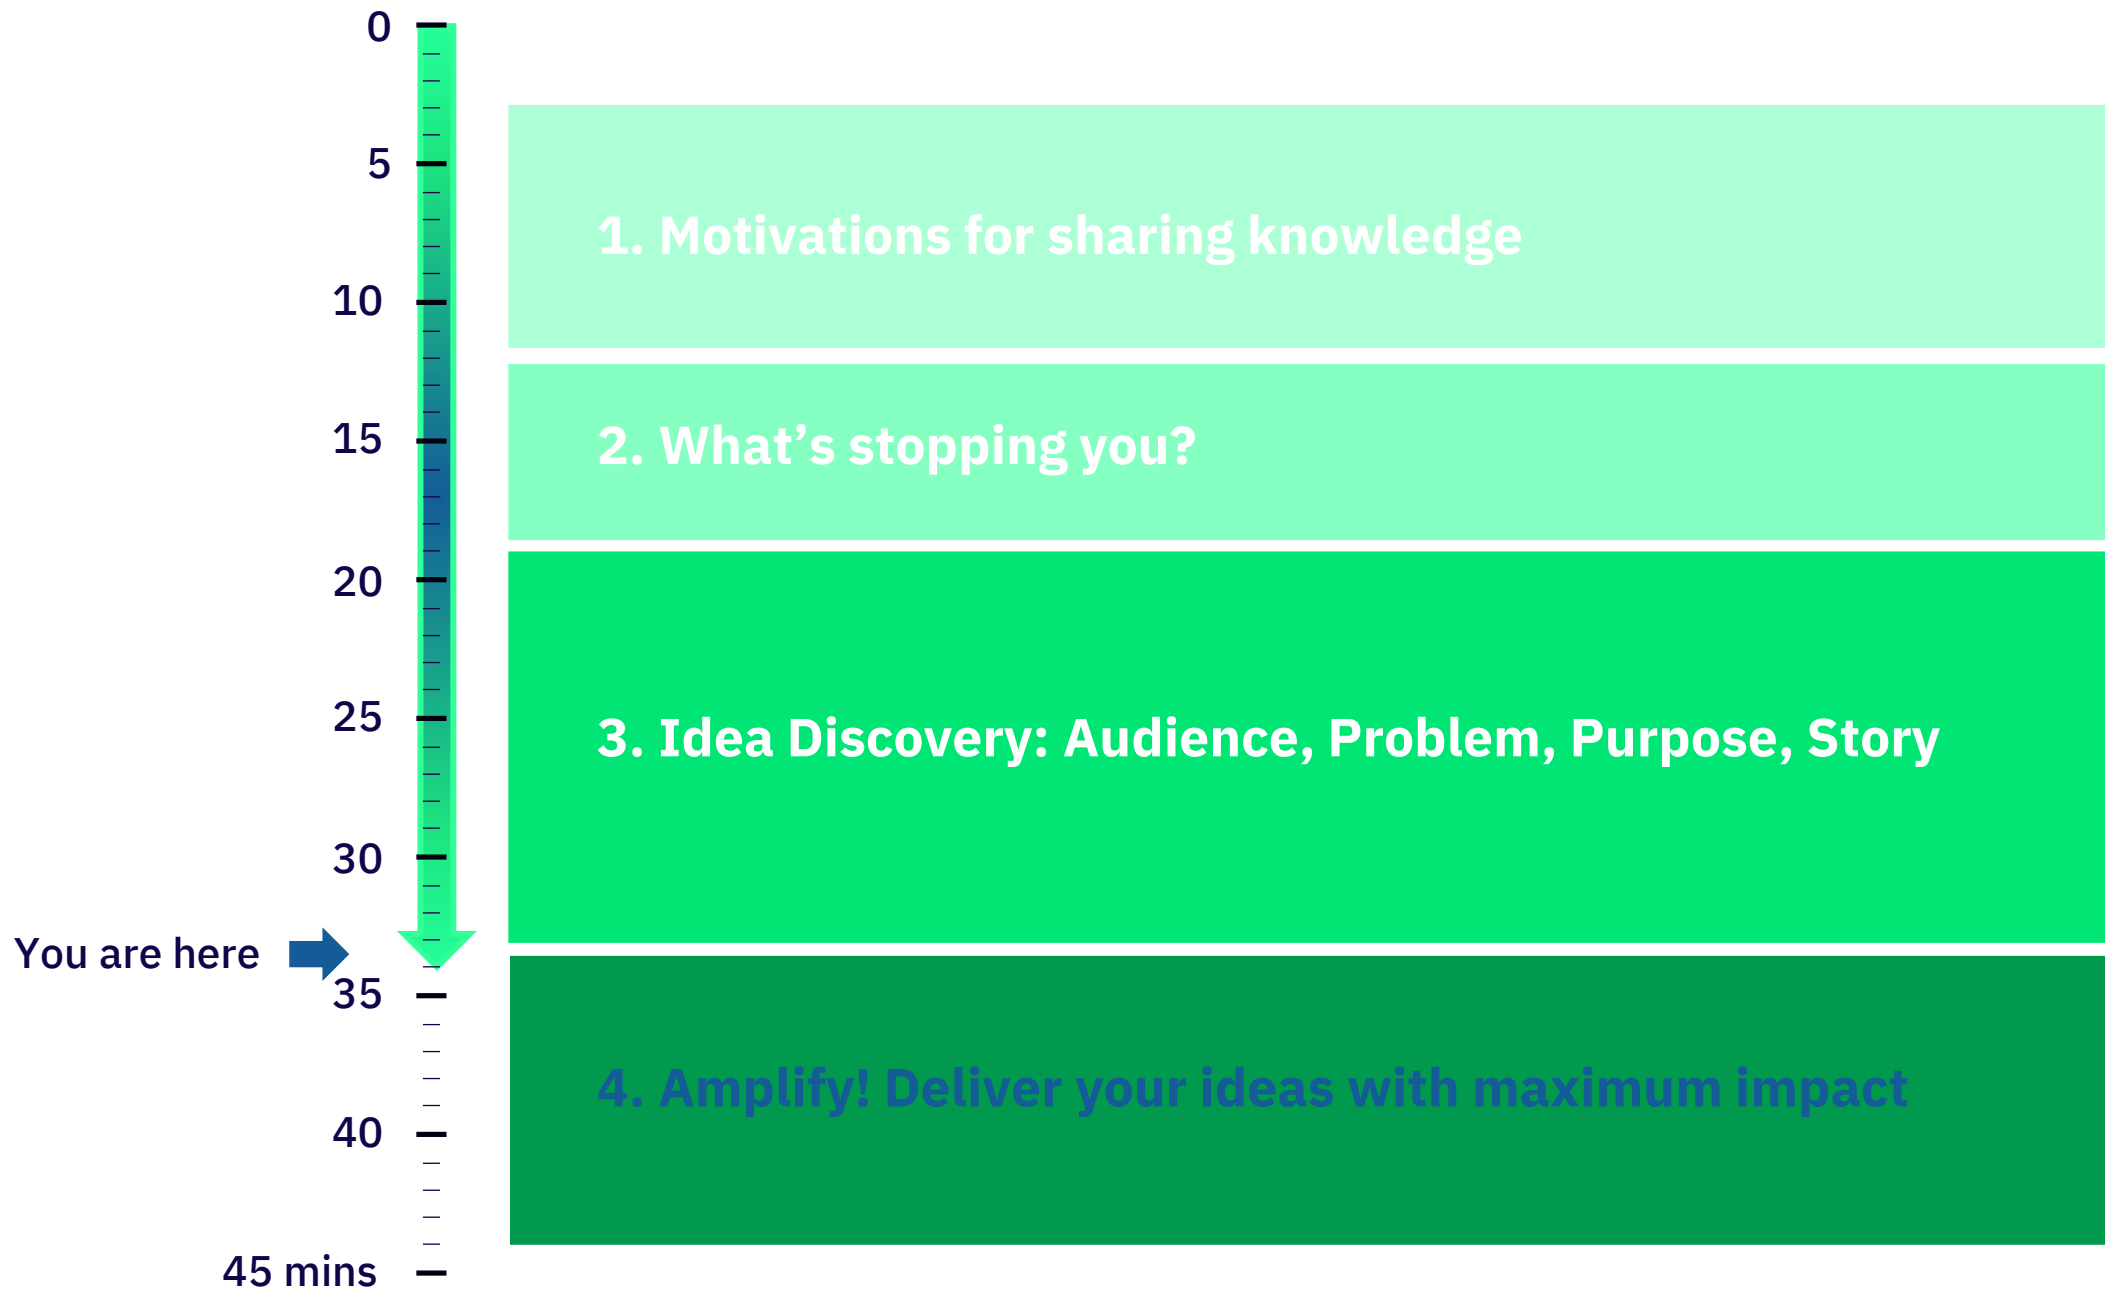 0
5
1. Motivations for sharing knowledge
10
15
2. What’s stopping you?
20
25
3. Idea Discovery: Audience, Problem, Purpose, Story
30
You are here
35
4. Amplify! Deliver your ideas with maximum impact
40
45 mins